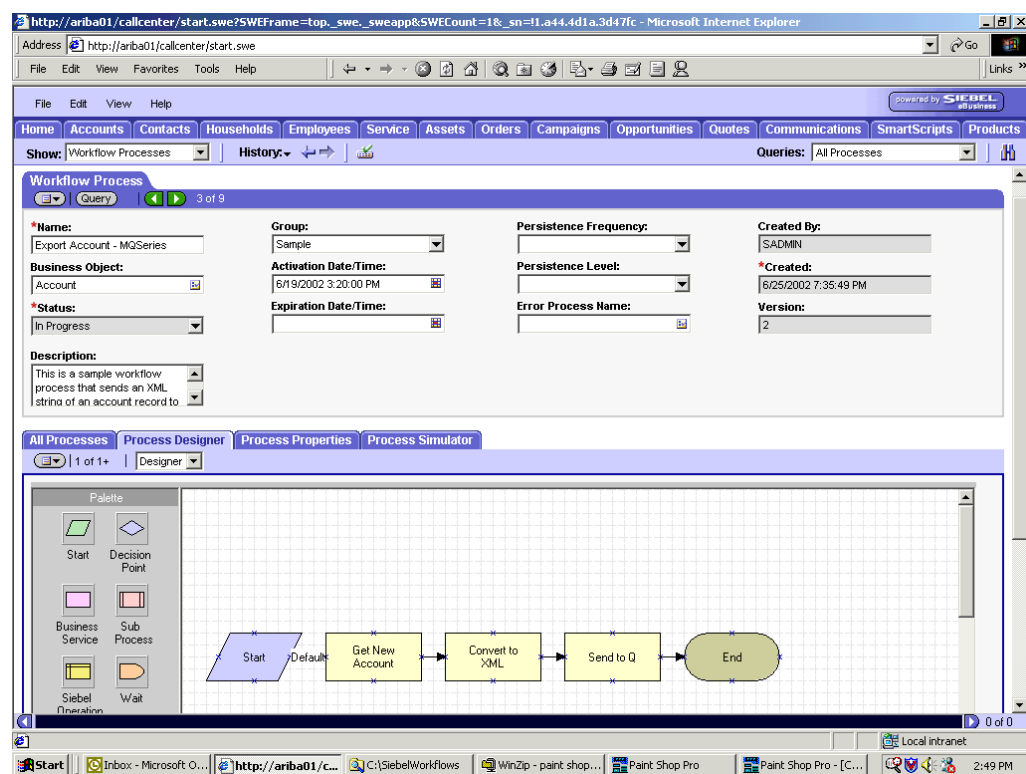 http://ariba01/callcenter/start.swe?SWEFrame=top._swe._sweapp&SWECount=1&_sn=!1.a44.4d1a.3d47fc - Microsoft Internet Explorer
Address http://ariba01/callcenter/start.swe Go
File Edit View Favorites Tools Help Links »
File Edit View Help powered by SIEBEL eBusiness
Home Accounts Contacts Households Employees Service Assets Orders Campaigns Opportunities Quotes Communications SmartScripts Products
Show: Workflow Processes History: Queries: All Processes
Workflow Process
Query 3 of 9
*Name: Group: Persistence Frequency: Created By:
Export Account - MQSeries Sample SADMIN
Business Object: Activation Date/Time: Persistence Level: *Created:
Account 6/19/2002 3:20:00 PM 6/25/2002 7:35:49 PM
*Status: Expiration Date/Time: Error Process Name: Version:
In Progress 2
Description:
This is a sample workflow
process that sends an XML
string of an account record to
All Processes Process Designer Process Properties Process Simulator
1 of 1+ Designer
Palette
Start Decision
Point
Business Sub
Service Process
Start Default Get New Account Convert to XML Send to Q End
Siebel Wait
Operation
0 of 0
Local intranet
Start Inbox - Microsoft O... http://ariba01/c... C:\SiebelWorkflows WinZip - paint shop... Paint Shop Pro Paint Shop Pro - [C... 2:49 PM